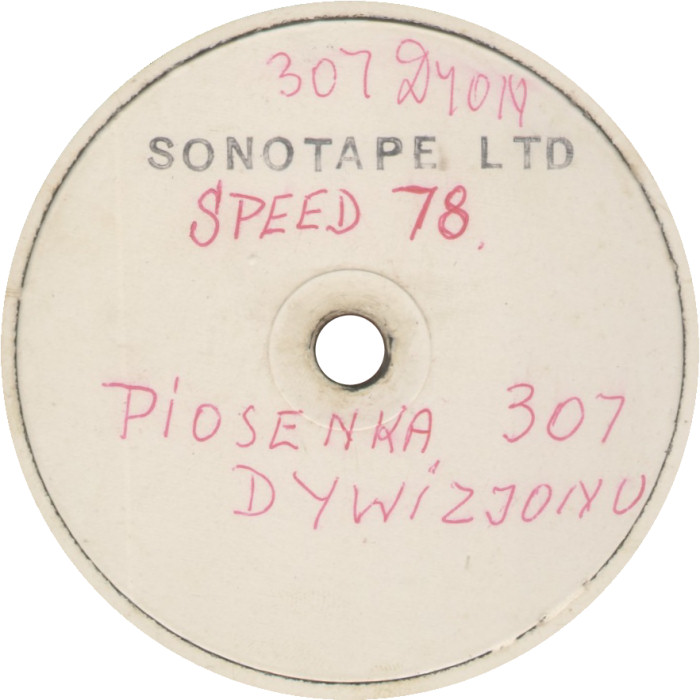 307 DYON
SONOTAPE LTD
SPEED 78.
PIOSENKA 307
DYWIZJONU